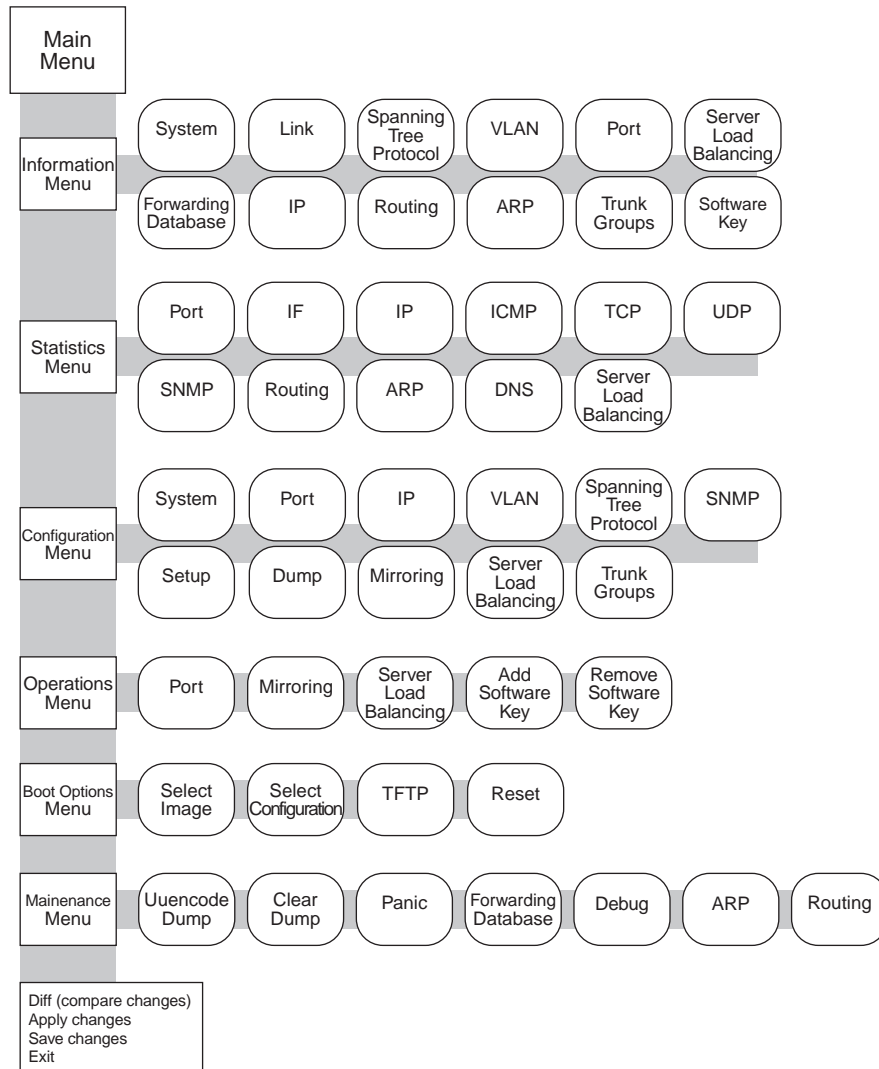 Main
Menu
Information
Menu
System
Link
Spanning
Tree
Protocol
VLAN
Port
Server
Load
Balancing
Forwarding
Database
IP
Routing
ARP
Trunk
Groups
Software
Key
Statistics
Menu
Port
IF
IP
ICMP
TCP
UDP
SNMP
Routing
ARP
DNS
Server
Load
Balancing
Configuration
Menu
System
Port
IP
VLAN
Spanning
Tree
Protocol
SNMP
Setup
Dump
Mirroring
Server
Load
Balancing
Trunk
Groups
Operations
Menu
Port
Mirroring
Server
Load
Balancing
Add
Software
Key
Remove
Software
Key
Boot Options
Menu
Select
Image
Select
Configuration
TFTP
Reset
Mainenance
Menu
Uuencode
Dump
Clear
Dump
Panic
Forwarding
Database
Debug
ARP
Routing
Diff (compare changes)
Apply changes
Save changes
Exit